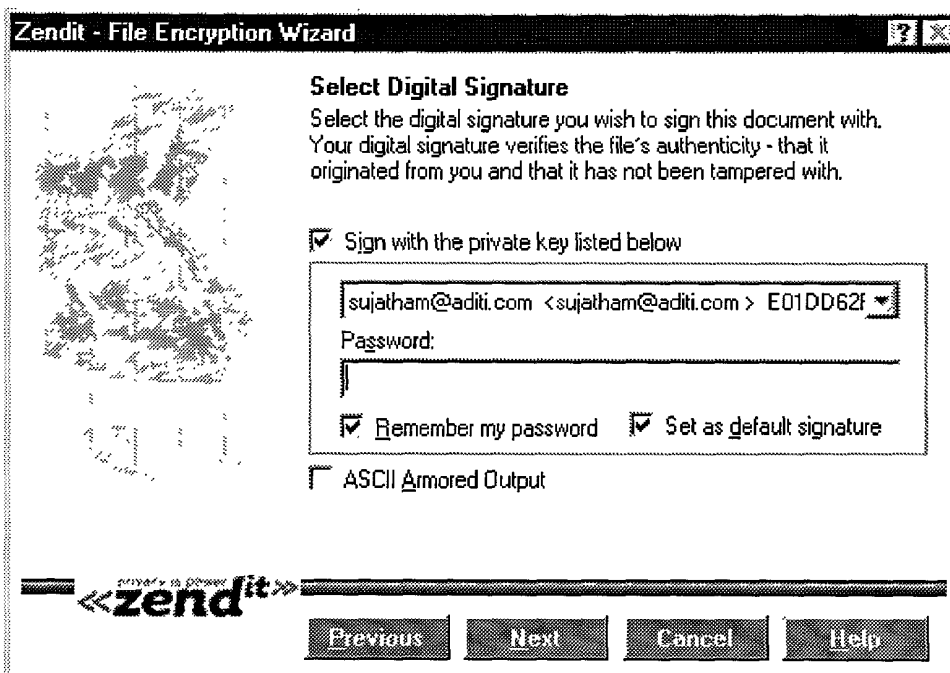 Zendit - File Encryption Wizard
Select Digital Signature
Select the digital signature you wish to sign this document with.
Your digital signature verifies the file's authenticity - that it
originated from you and that it has not been tampered with.
Sign with the private key listed below
sujatham@aditi.com <sujatham@aditi.com> E01DD62f
Password:
Remember my password Set as default signature
ASCII Armored Output
privacy is power
«zendit»
Previous Next Cancel Help